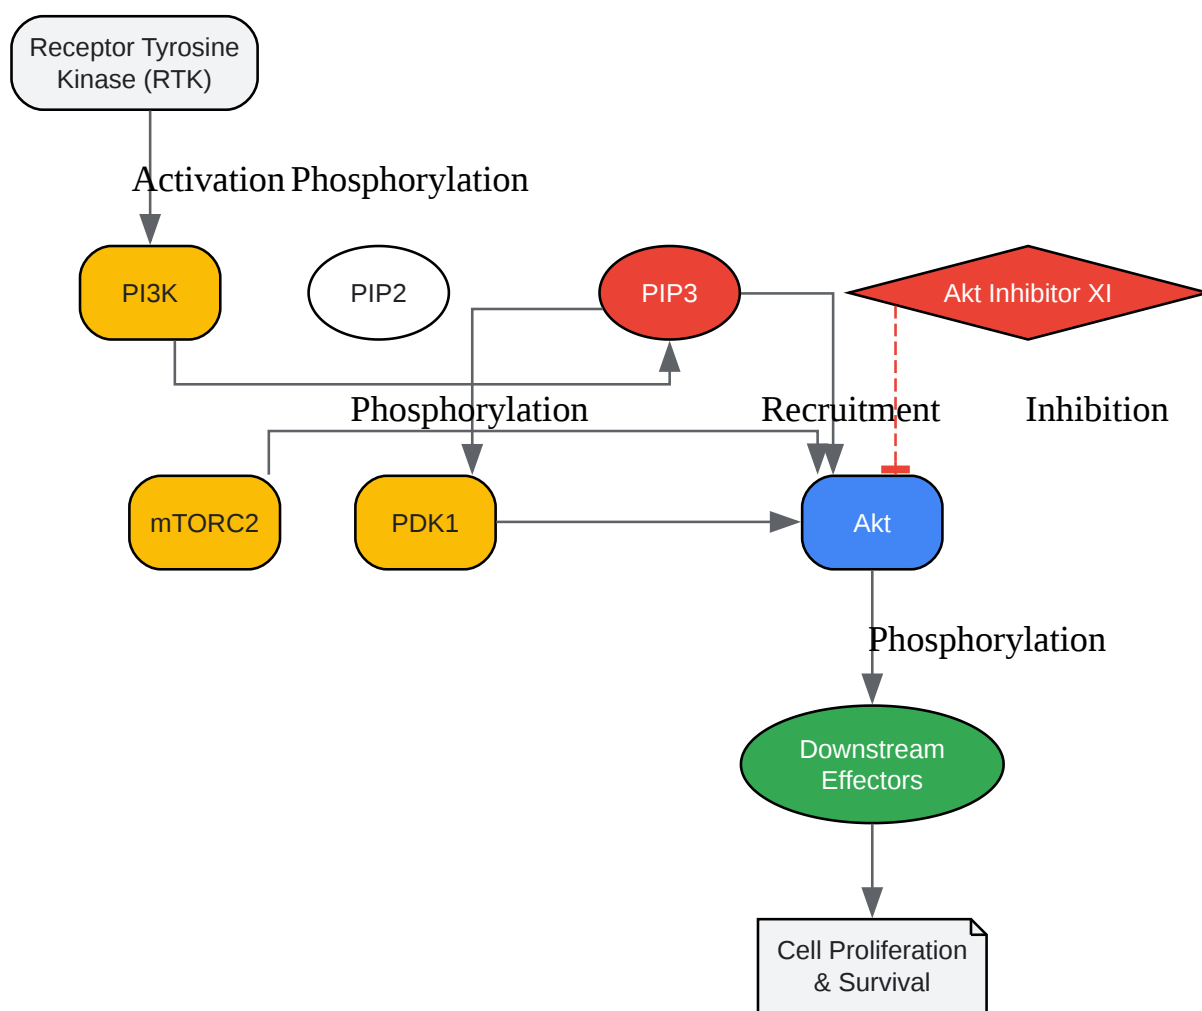 Receptor Tyrosine
Kinase (RTK)
Activation
Phosphorylation
PI3K
PIP2
PIP3
Akt Inhibitor XI
Phosphorylation
Recruitment
Inhibition
mTORC2
PDK1
Akt
Phosphorylation
Downstream
Effectors
Cell Proliferation
& Survival